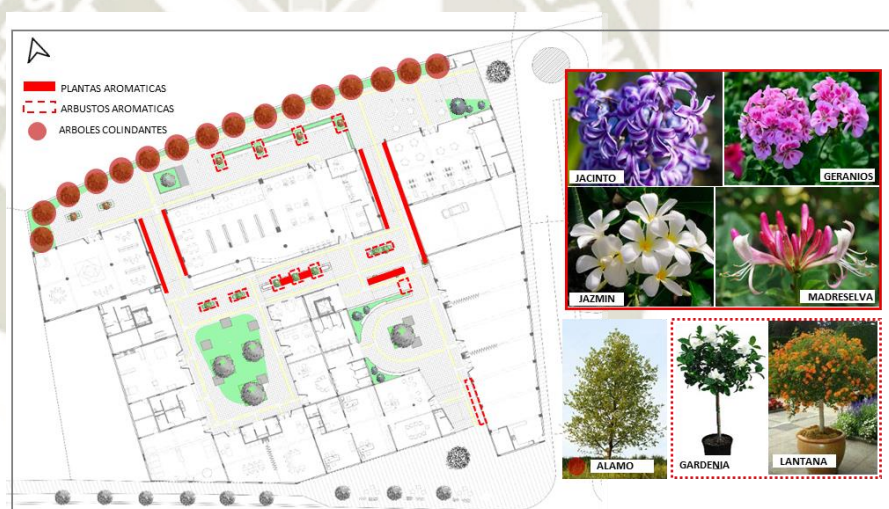 PLANTAS AROMATICAS
ARBUSTOS AROMATICAS
ARBOLES COLINDANTES
JACINTO
GERANIOS
JAZMIN
MADRESELVA
ALAMO
GARDENIA
LANTANA